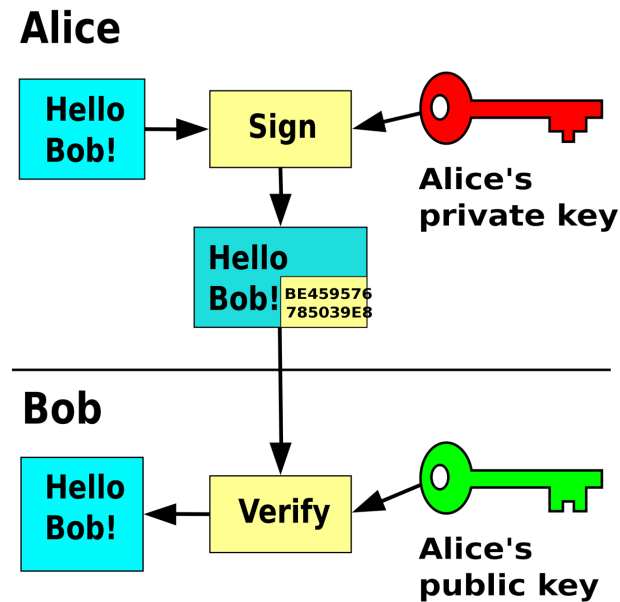 Alice
Hello
Bob!
Sign
Alice's
private key
Hello
Bob!
BE459576
785039E8
Bob
Hello
Bob!
Verify
Alice's
public key